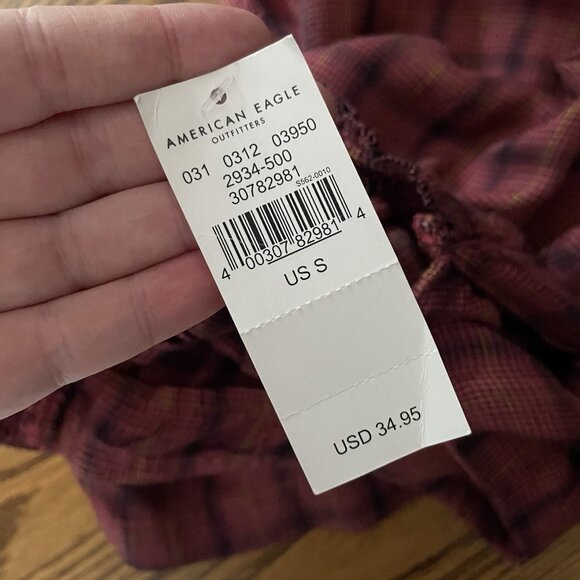 AMERICAN EAGLE
OUTFITTERS
031 0312 03950
2934-500
30782981
S562-0010
4 00307 82981 4
US S
USD 34.95